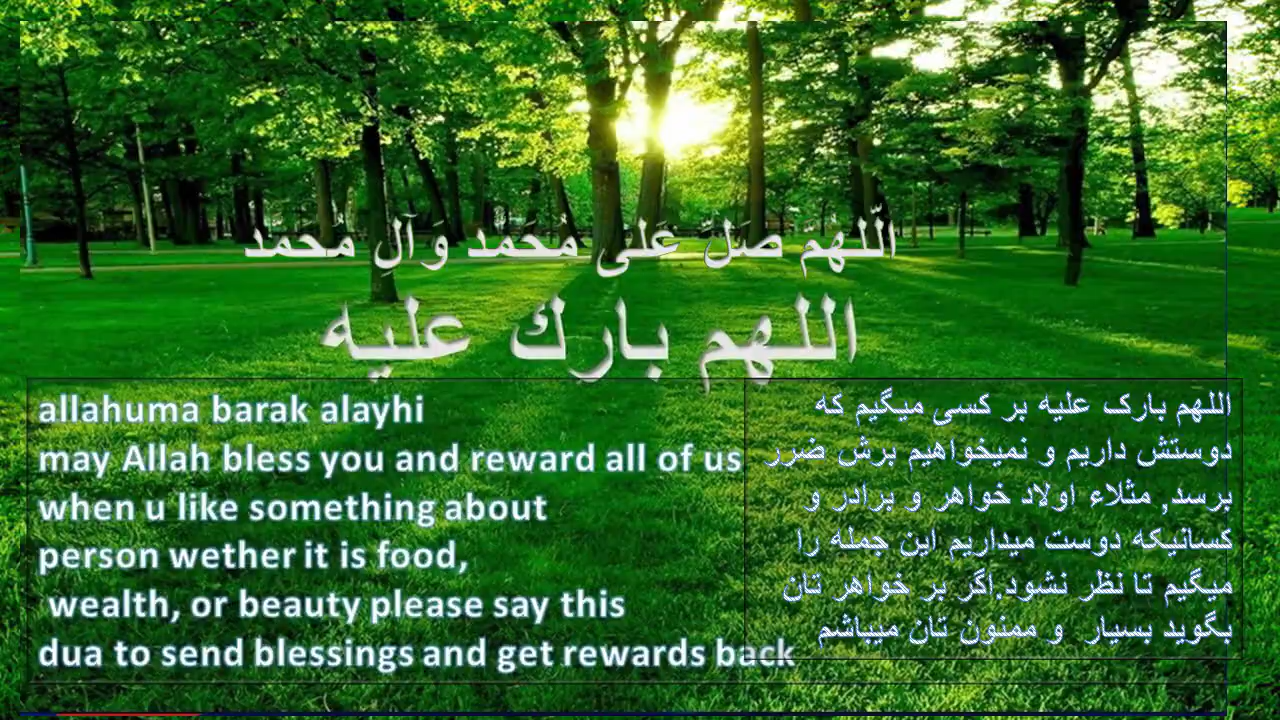 الّلهم صَل عَلى مُحَمد وَ آلِ محمد
اللهم بارِك عليه
allahuma barak alayhi
may Allah bless you and reward all of us
when u like something about
person wether it is food,
wealth, or beauty please say this
dua to send blessings and get rewards back
اللهم بارک علیه بر کسی میگیم که
دوستش داریم و نمیخواهیم برش ضرر
برسد, مثلاء اولاد خواهر و برادر و
کسانیکه دوست میداریم این جمله را
میگیم تا نظر نشود.اگر بر خواهر تان
بگوید بسیار و ممنون تان میباشم